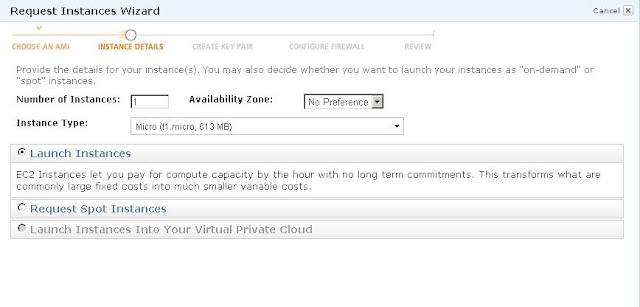 Request Instances Wizard
Cancel
CHOOSE AN AMI INSTANCE DETAILS CREATE KEY PAIR CONFIGURE FIREWALL REVIEW
Provide the details for your instance(s). You may also decide whether you want to launch your instances as "on-demand" or
"spot" instances.
Number of Instances: 1 Availability Zone: No Preference
Instance Type: Micro (t1.micro, 613 MB)
Launch Instances
EC2 Instances let you pay for compute capacity by the hour with no long term commitments. This transforms what are
commonly large fixed costs into much smaller variable costs.
Request Spot Instances
Launch Instances Into Your Virtual Private Cloud